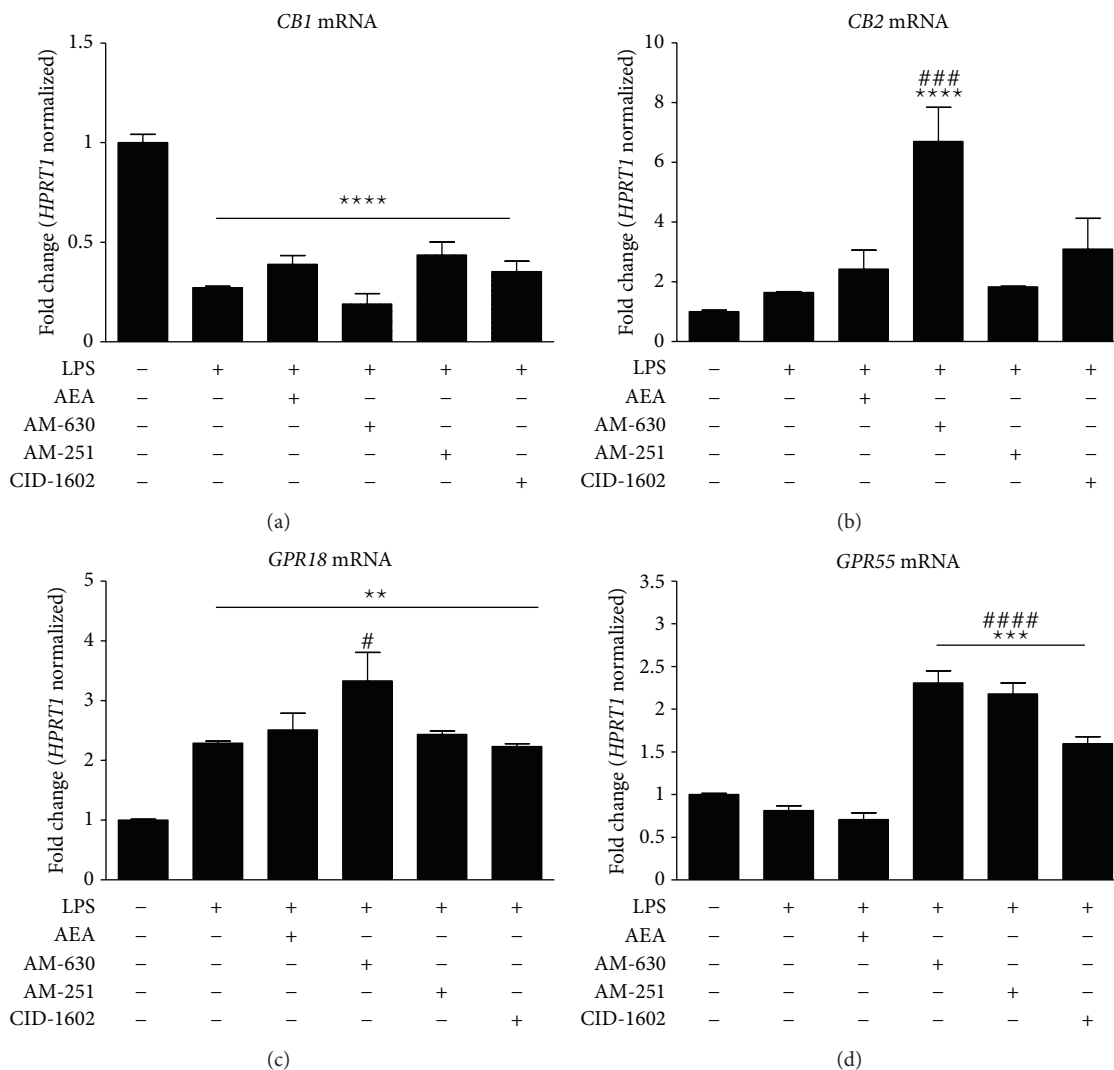 CB1 mRNA
Fold change (HPRT1 normalized)
1.5
1
0.5
0
****
LPS − + + + + +
AEA − − + − − −
AM-630 − − − + − −
AM-251 − − − − + −
CID-1602 − − − − − +
(a)
CB2 mRNA
Fold change (HPRT1 normalized)
10
8
6
4
2
0
###
****
LPS − + + + + +
AEA − − + − − −
AM-630 − − − + − −
AM-251 − − − − + −
CID-1602 − − − − − +
(b)
GPR18 mRNA
Fold change (HPRT1 normalized)
5
4
3
2
1
0
**
#
LPS − + + + + +
AEA − − + − − −
AM-630 − − − + − −
AM-251 − − − − + −
CID-1602 − − − − − +
(c)
GPR55 mRNA
Fold change (HPRT1 normalized)
3.5
3
2.5
2
1.5
1
0.5
0
####
***
LPS − + + + + +
AEA − − + − − −
AM-630 − − − + − −
AM-251 − − − − + −
CID-1602 − − − − − +
(d)